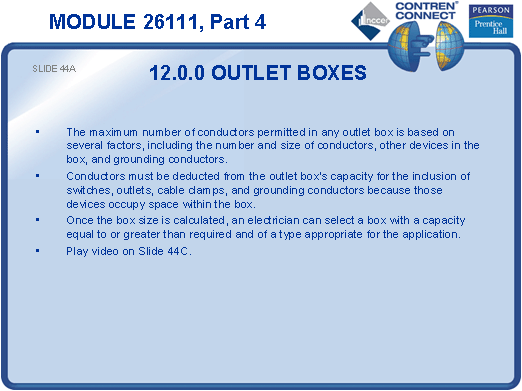 MODULE 26111, Part 4
nccer
CONTREN®
CONNECT
PEARSON
Prentice
Hall
SLIDE 44A
12.0.0 OUTLET BOXES
• The maximum number of conductors permitted in any outlet box is based on
several factors, including the number and size of conductors, other devices in the
box, and grounding conductors.
• Conductors must be deducted from the outlet box's capacity for the inclusion of
switches, outlets, cable clamps, and grounding conductors because those
devices occupy space within the box.
• Once the box size is calculated, an electrician can select a box with a capacity
equal to or greater than required and of a type appropriate for the application.
• Play video on Slide 44C.